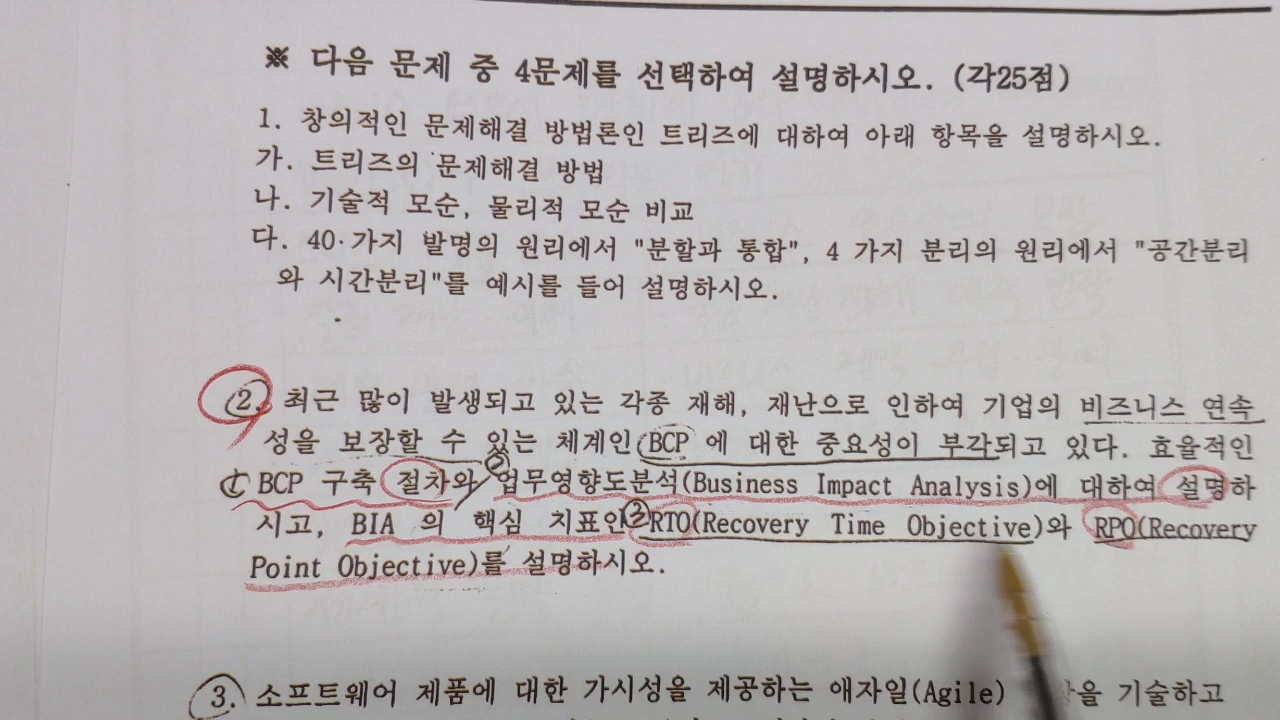 ※ 다음 문제 중 4문제를 선택하여 설명하시오. (각25점)
1. 창의적인 문제해결 방법론인 트리즈에 대하여 아래 항목을 설명하시오.
가. 트리즈의 문제해결 방법
나. 기술적 모순, 물리적 모순 비교
다. 40 가지 발명의 원리에서 "분할과 통합", 4 가지 분리의 원리에서 "공간분리
와 시간분리"를 예시를 들어 설명하시오.
2. 최근 많이 발생되고 있는 각종 재해, 재난으로 인하여 기업의 비즈니스 연속
성을 보장할 수 있는 체계인 BCP 에 대한 중요성이 부각되고 있다. 효율적인
BCP 구축 절차와 업무영향도분석(Business Impact Analysis)에 대하여 설명하
시고, BIA 의 핵심 지표인 RTO(Recovery Time Objective)와 RPO(Recovery
Point Objective)를 설명하시오.
3. 소프트웨어 제품에 대한 가시성을 제공하는 애자일(Agile) 을 기술하고